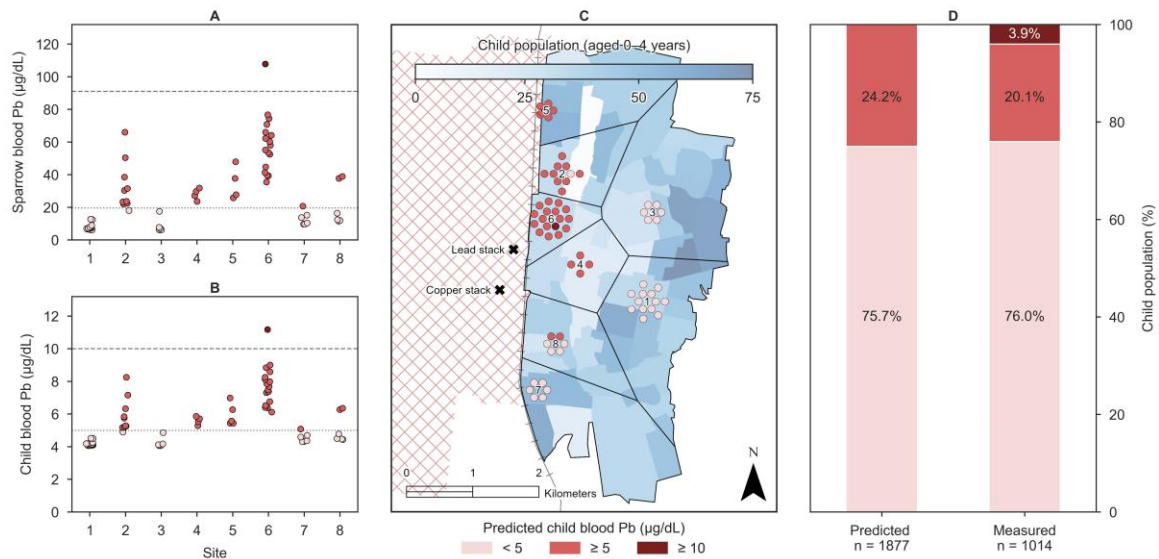 A
Sparrow blood Pb (µg/dL)
120
100
80
60
40
20
0
1 2 3 4 5 6 7 8
B
Child blood Pb (µg/dL)
12
10
8
6
4
2
0
1 2 3 4 5 6 7 8
Site
C
Child population (aged 0–4 years)
25 50 75
5
2
3
6
Lead stack
4
Copper stack
1
8
7
N
0 1 2
Kilometers
Predicted child blood Pb (µg/dL)
< 5 ≥ 5 ≥ 10
D
3.9%
24.2% 20.1%
75.7% 76.0%
100
80
60
40
20
0
Child population (%)
Predicted Measured
n = 1877 n = 1014